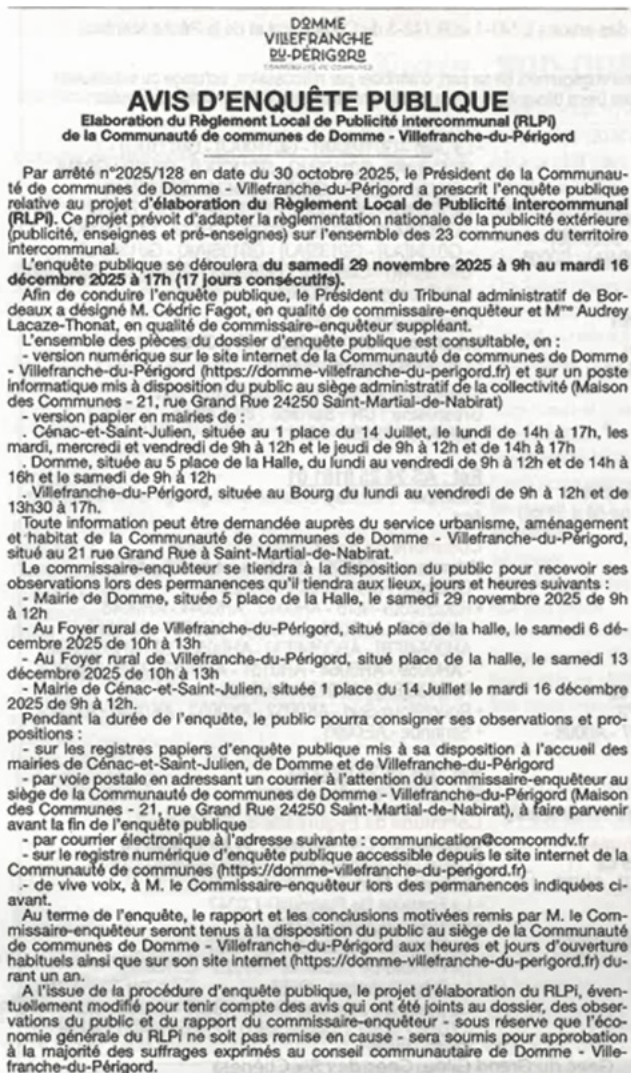 DOMME
VILLEFRANCHE
DU-PÉRIGORD
COMMUNAUTÉ DE COMMUNES
AVIS D'ENQUÊTE PUBLIQUE
Elaboration du Règlement Local de Publicité intercommunal (RLPi)
de la Communauté de communes de Domme - Villefranche-du-Périgord
Par arrêté n°2025/128 en date du 30 octobre 2025, le Président de la Communau-
té de communes de Domme - Villefranche-du-Périgord a prescrit l'enquête publique
relative au projet d'élaboration du Règlement Local de Publicité intercommunal
(RLPi). Ce projet prévoit d'adapter la règlementation nationale de la publicité extérieure
(publicité, enseignes et pré-enseignes) sur l'ensemble des 23 communes du territoire
intercommunal.
L'enquête publique se déroulera du samedi 29 novembre 2025 à 9h au mardi 16
décembre 2025 à 17h (17 jours consécutifs).
Afin de conduire l'enquête publique, le Président du Tribunal administratif de Bor-
deaux a désigné M. Cédric Fagot, en qualité de commissaire-enquêteur et Mme Audrey
Lacaze-Thonat, en qualité de commissaire-enquêteur suppléant.
L'ensemble des pièces du dossier d'enquête publique est consultable, en :
- version numérique sur le site internet de la Communauté de communes de Domme
- Villefranche-du-Périgord (https://domme-villefranche-du-perigord.fr) et sur un poste
informatique mis à disposition du public au siège administratif de la collectivité (Maison
des Communes - 21, rue Grand Rue 24250 Saint-Martial-de-Nabirat)
- version papier en mairies de :
. Cénac-et-Saint-Julien, située au 1 place du 14 Juillet, le lundi de 14h à 17h, les
mardi, mercredi et vendredi de 9h à 12h et le jeudi de 9h à 12h et de 14h à 17h
. Domme, située au 5 place de la Halle, du lundi au vendredi de 9h à 12h et de 14h à
16h et le samedi de 9h à 12h
. Villefranche-du-Périgord, située au Bourg du lundi au vendredi de 9h à 12h et de
13h30 à 17h.
Toute information peut être demandée auprès du service urbanisme, aménagement
et habitat de la Communauté de communes de Domme - Villefranche-du-Périgord,
situé au 21 rue Grand Rue à Saint-Martial-de-Nabirat.
Le commissaire-enquêteur se tiendra à la disposition du public pour recevoir ses
observations lors des permanences qu'il tiendra aux lieux, jours et heures suivants :
- Mairie de Domme, située 5 place de la Halle, le samedi 29 novembre 2025 de 9h
à 12h
- Au Foyer rural de Villefranche-du-Périgord, situé place de la halle, le samedi 6 dé-
cembre 2025 de 10h à 13h
- Au Foyer rural de Villefranche-du-Périgord, situé place de la halle, le samedi 13
décembre 2025 de 10h à 13h
- Mairie de Cénac-et-Saint-Julien, située 1 place du 14 Juillet le mardi 16 décembre
2025 de 9h à 12h.
Pendant la durée de l'enquête, le public pourra consigner ses observations et pro-
positions :
- sur les registres papiers d'enquête publique mis à sa disposition à l'accueil des
mairies de Cénac-et-Saint-Julien, de Domme et de Villefranche-du-Périgord
- par voie postale en adressant un courrier à l'attention du commissaire-enquêteur au
siège de la Communauté de communes de Domme - Villefranche-du-Périgord (Maison
des Communes - 21, rue Grand Rue 24250 Saint-Martial-de-Nabirat), à faire parvenir
avant la fin de l'enquête publique
- par courrier électronique à l'adresse suivante : communication@comcomdv.fr
- sur le registre numérique d'enquête publique accessible depuis le site internet de la
Communauté de communes (https://domme-villefranche-du-perigord.fr)
- de vive voix, à M. le Commissaire-enquêteur lors des permanences indiquées ci-
avant.
Au terme de l'enquête, le rapport et les conclusions motivées remis par M. le Com-
missaire-enquêteur seront tenus à la disposition du public au siège de la Communauté
de communes de Domme - Villefranche-du-Périgord aux heures et jours d'ouverture
habituels ainsi que sur son site internet (https://domme-villefranche-du-perigord.fr) du-
rant un an.
A l'issue de la procédure d'enquête publique, le projet d'élaboration du RLPi, éven-
tuellement modifié pour tenir compte des avis qui ont été joints au dossier, des obser-
vations du public et du rapport du commissaire-enquêteur - sous réserve que l'éco-
nomie générale du RLPi ne soit pas remise en cause - sera soumis pour approbation
à la majorité des suffrages exprimés au conseil communautaire de Domme - Ville-
franche-du-Périgord.